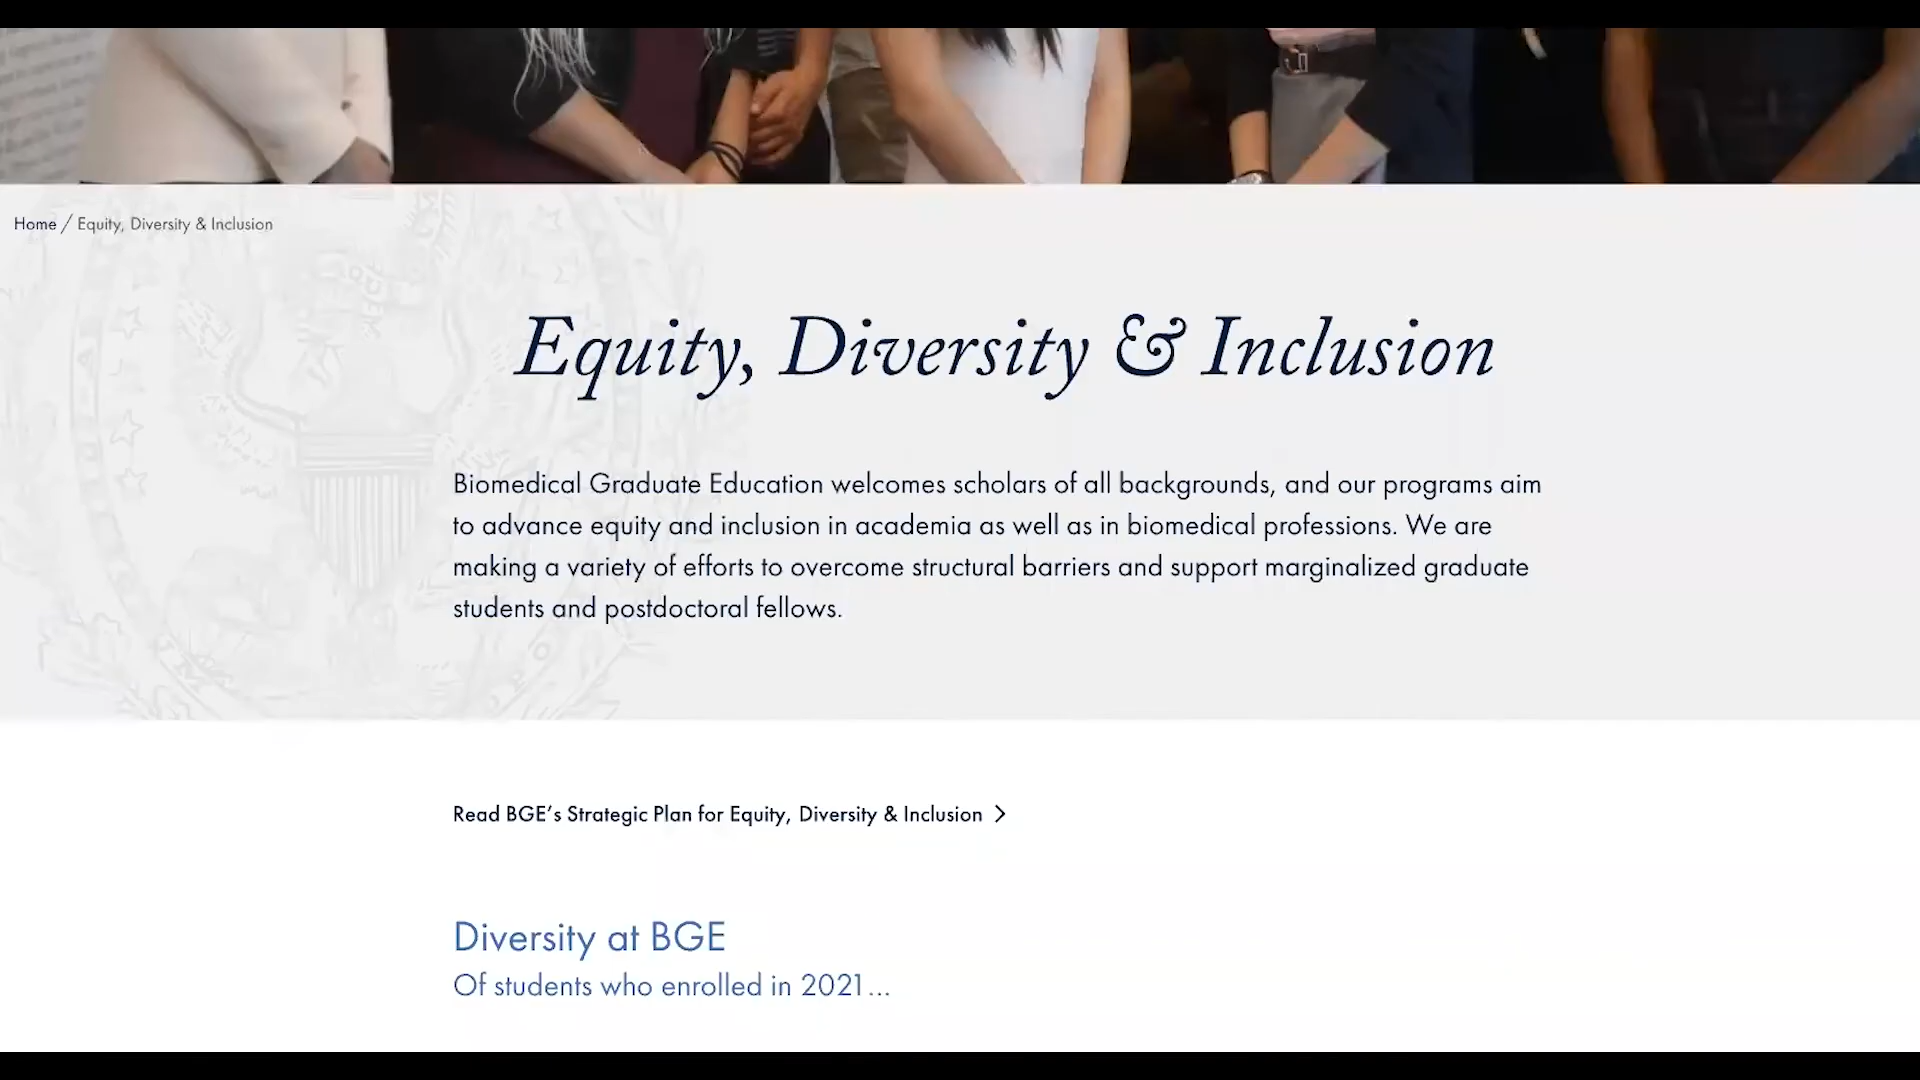 Home / Equity, Diversity & Inclusion
Equity, Diversity & Inclusion
Biomedical Graduate Education welcomes scholars of all backgrounds, and our programs aim
to advance equity and inclusion in academia as well as in biomedical professions. We are
making a variety of efforts to overcome structural barriers and support marginalized graduate
students and postdoctoral fellows.
Read BGE’s Strategic Plan for Equity, Diversity & Inclusion
Diversity at BGE
Of students who enrolled in 2021...